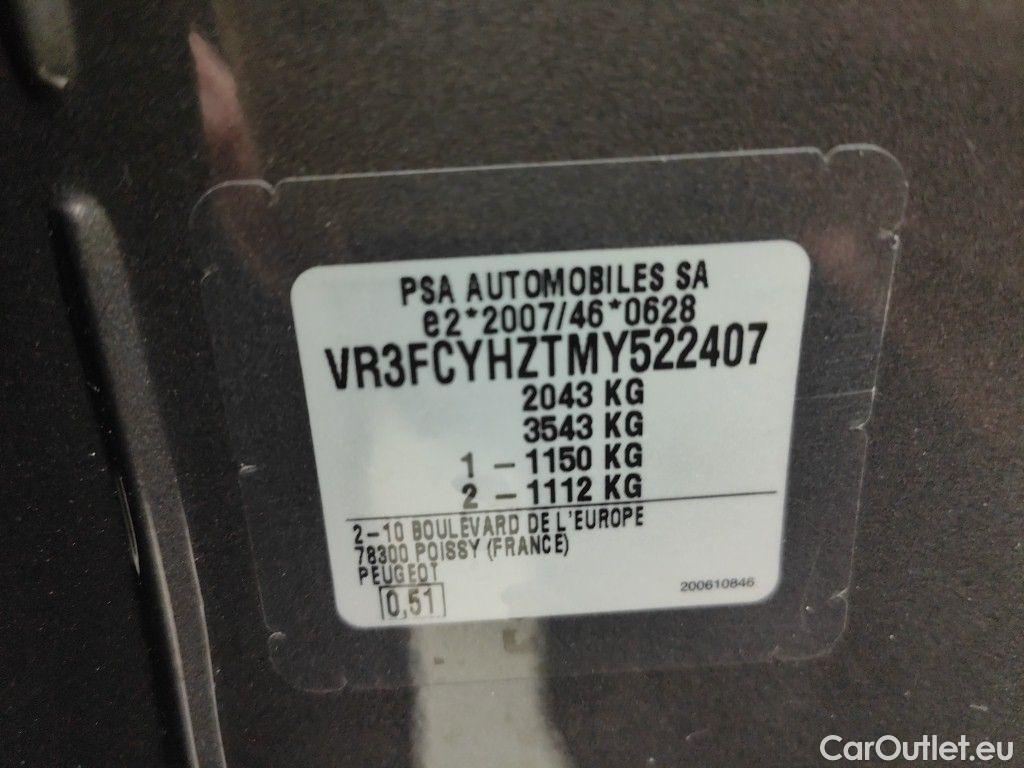 PSA AUTOMOBILES SA
e2*2007/46*0628
VR3FCYHZTMY522407
2043 KG
3543 KG
1 - 1150 KG
2 - 1112 KG
2-10 BOULEVARD DE L'EUROPE
78300 POISSY (FRANCE)
PEUGEOT
0,51
200610846
CarOutlet.eu